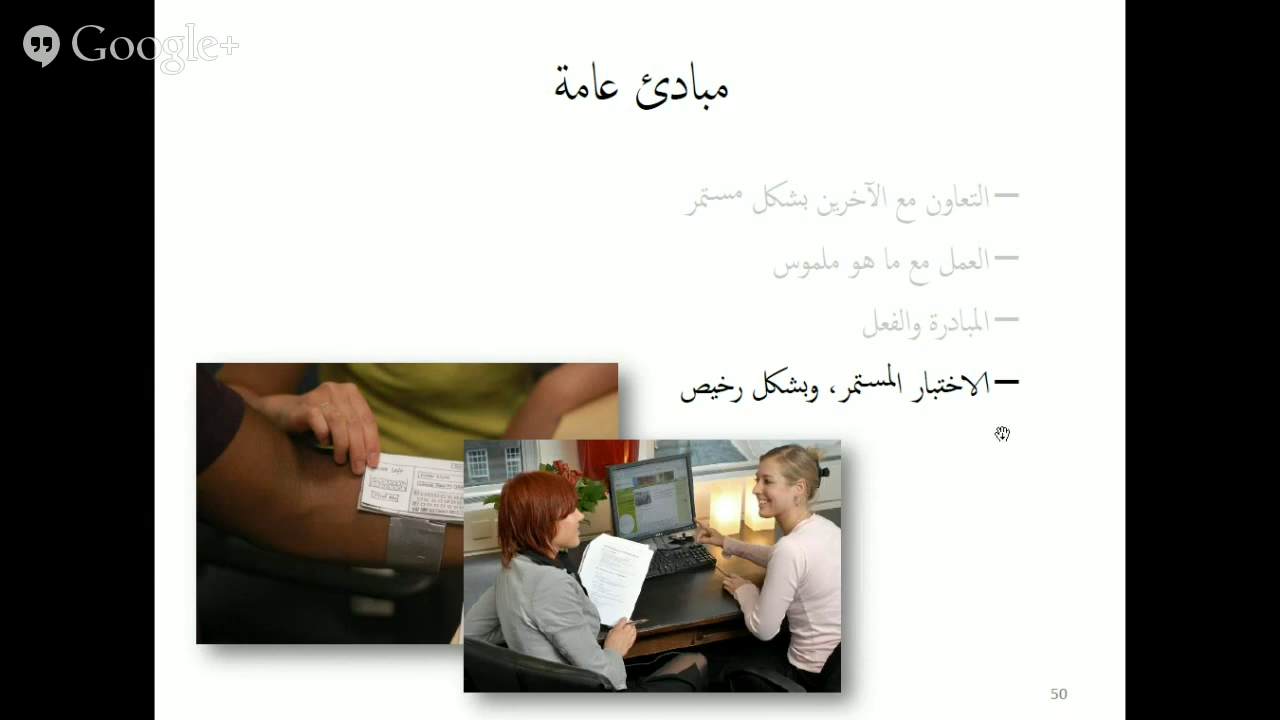 Google+
مبادئ عامة
— التعاون مع الآخرين بشكل مستمر
— العمل مع ما هو ملموس
— المبادرة والفعل
— الاختبار المستمر، وبشكل رخيص
50